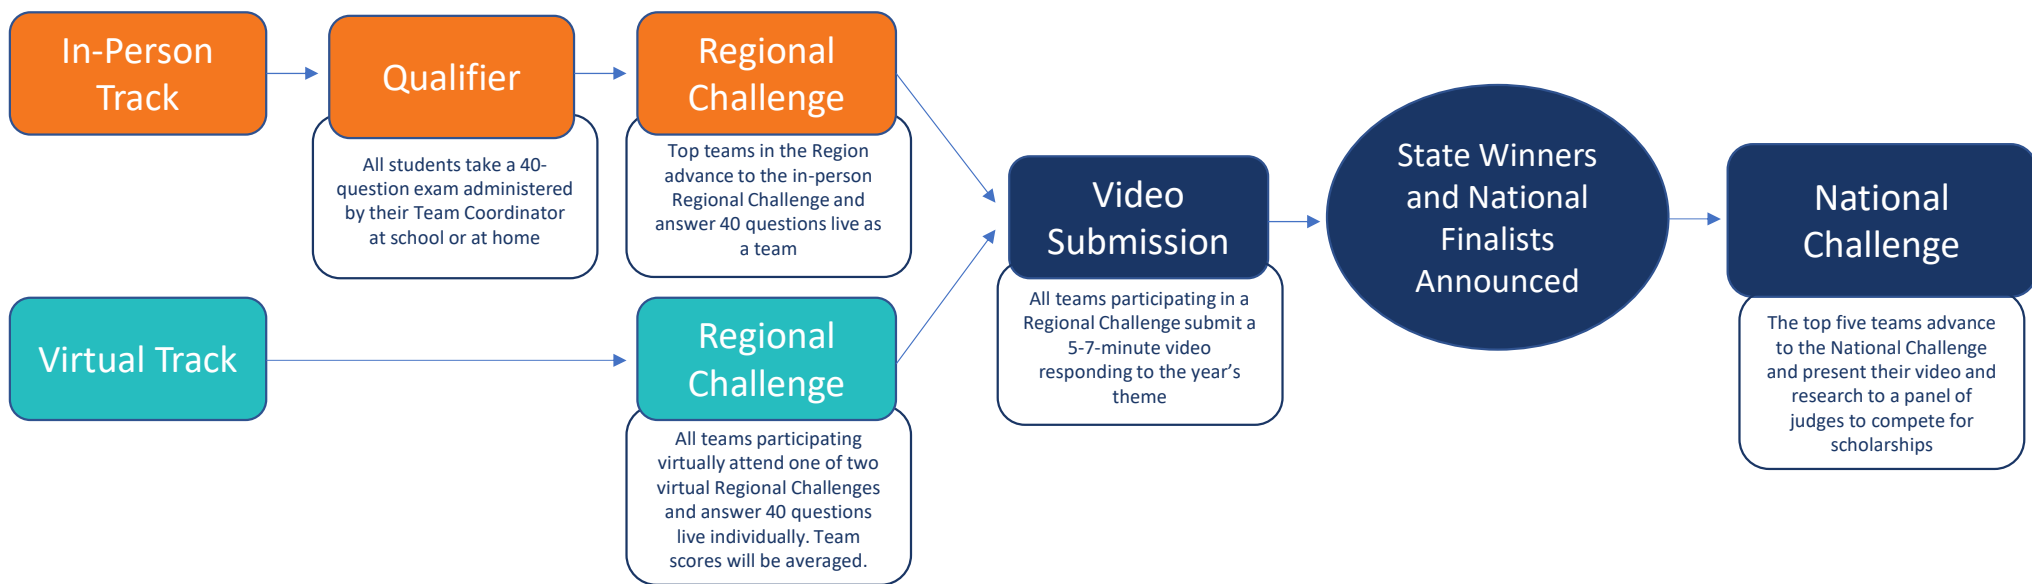 In-Person
Track
Qualifier
All students take a 40-
question exam administered
by their Team Coordinator
at school or at home
Regional
Challenge
Top teams in the Region
advance to the in-person
Regional Challenge and
answer 40 questions live as
a team
Virtual Track
Regional
Challenge
All teams participating
virtually attend one of two
virtual Regional Challenges
and answer 40 questions
live individually. Team
scores will be averaged.
Video
Submission
All teams participating in a
Regional Challenge submit a
5-7-minute video
responding to the year’s
theme
State Winners
and National
Finalists
Announced
National
Challenge
The top five teams advance
to the National Challenge
and present their video and
research to a panel of
judges to compete for
scholarships